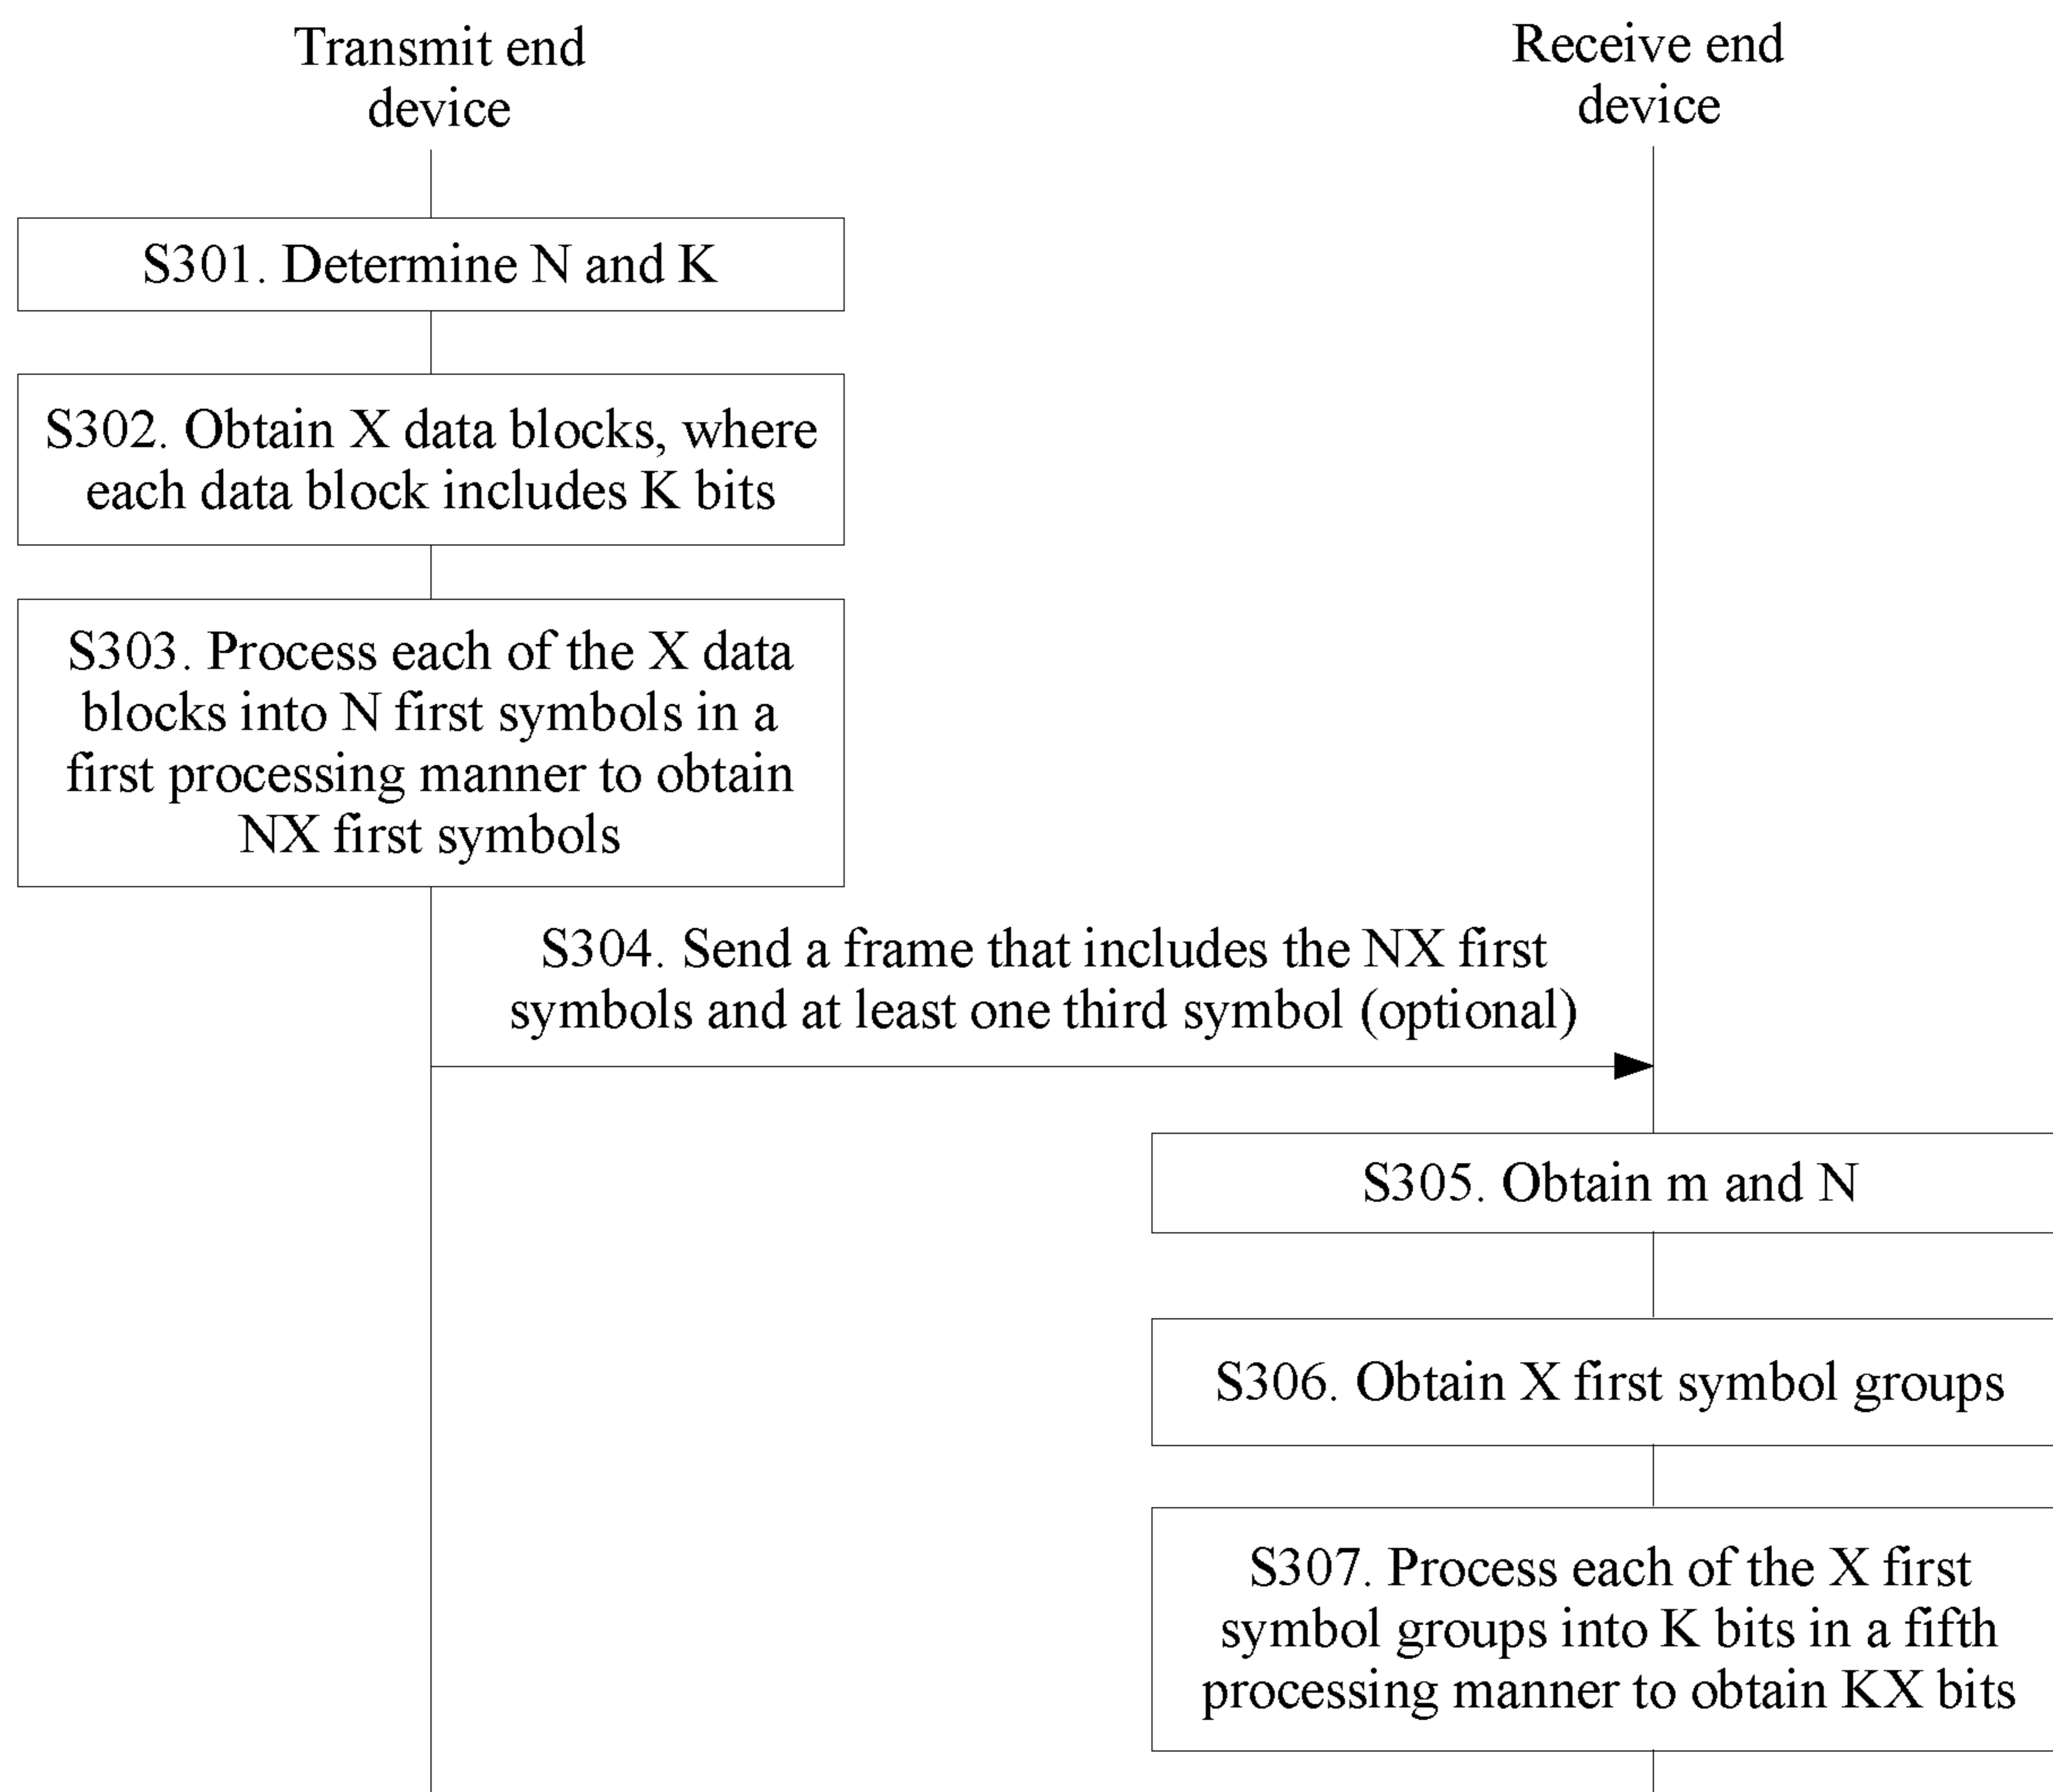 Transmit end
device
Receive end
device
S301. Determine N and K
S302. Obtain X data blocks, where
each data block includes K bits
S303. Process each of the X data
blocks into N first symbols in a
first processing manner to obtain
NX first symbols
S304. Send a frame that includes the NX first
symbols and at least one third symbol (optional)
S305. Obtain m and N
S306. Obtain X first symbol groups
S307. Process each of the X first
symbol groups into K bits in a fifth
processing manner to obtain KX bits